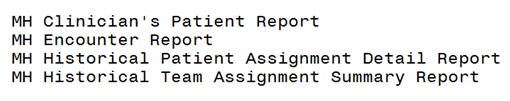 MH Clinician's Patient Report
MH Encounter Report
MH Historical Patient Assignment Detail Report
MH Historical Team Assignment Summary Report